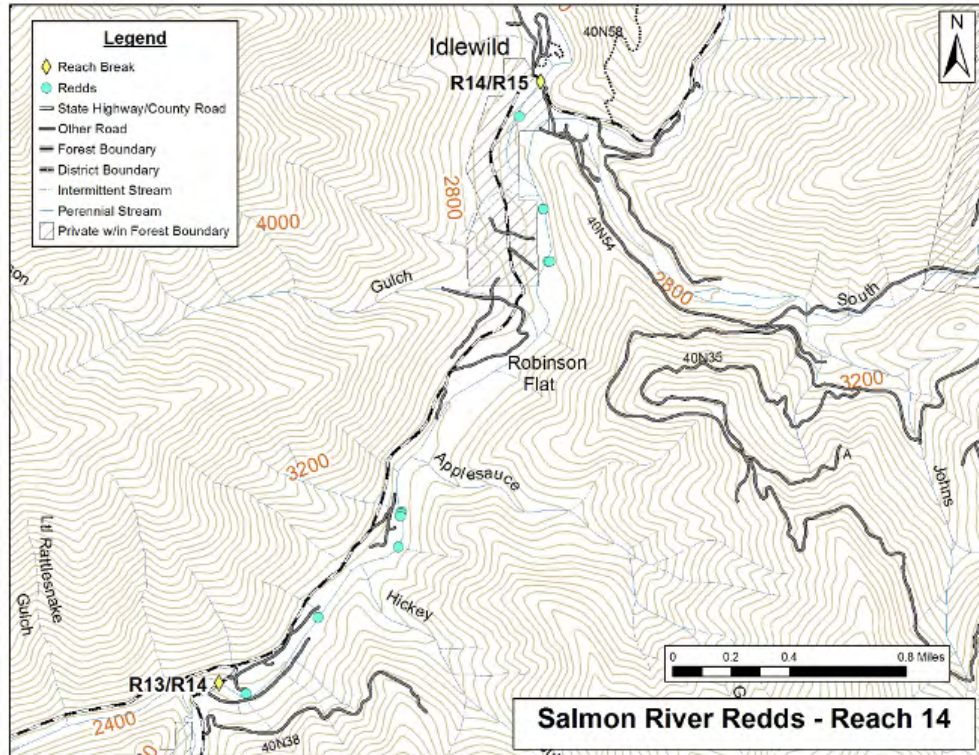 Legend
Reach Break
Redds
State Highway/County Road
Other Road
Forest Boundary
District Boundary
Intermittent Stream
Perennial Stream
Private w/in Forest Boundary
Idlewild
40N58
N
R14/R15
2800
4000
40N54
Gulch
2800
South
Robinson
Flat
40N35
3200
3200
Applesauce
A
Johns
Ltl Rattlesnake
Gulch
Hickey
R13/R14
2400
40N38
0 0.2 0.4 0.8 Miles
G
Salmon River Redds - Reach 14